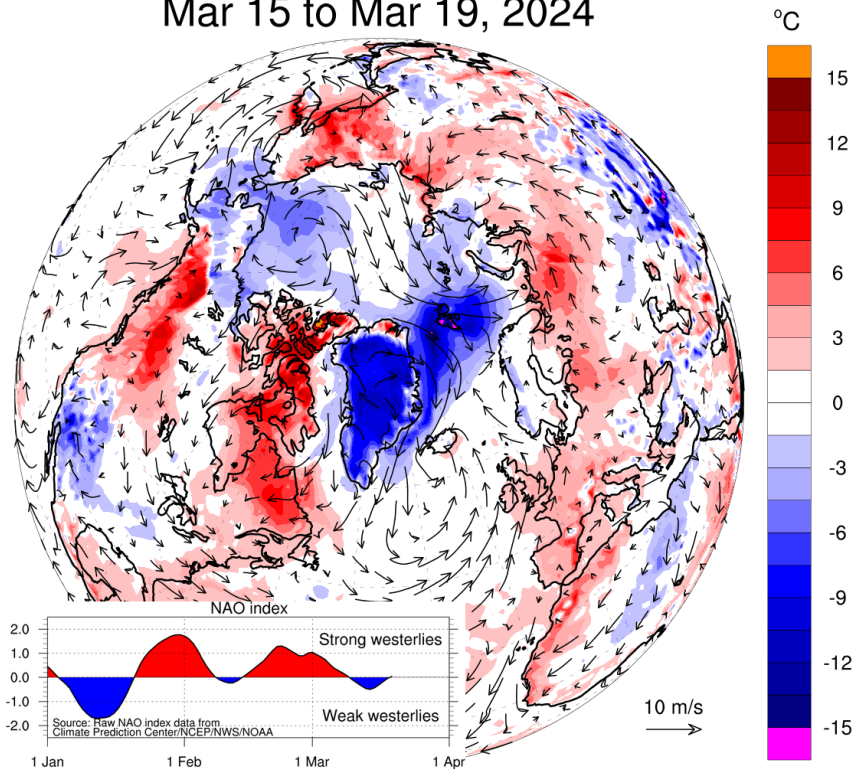 Mar 15 to Mar 19, 2024
°C
15
12
9
6
3
0
-3
-6
-9
-12
-15
10 m/s
NAO index
2.0
1.0
0.0
-1.0
-2.0
Strong westerlies
Weak westerlies
Source: Raw NAO index data from
Climate Prediction Center/NCEP/NWS/NOAA
1 Jan
1 Feb
1 Mar
1 Apr